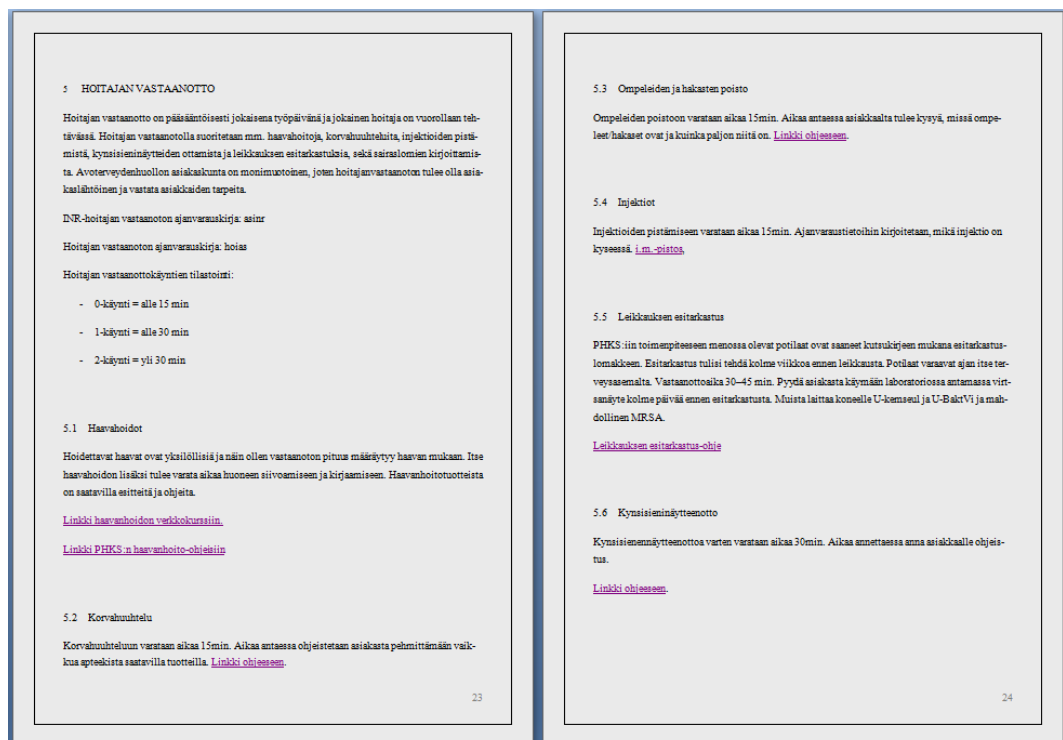 5 HOITAJAN VASTAANOTTO
Hoitajan vastaanotto on pääsääntöisesti jokaisena työpäivänä ja jokainen hoitaja on vuorollaan teh-
tävässä. Hoitajan vastaanotolla suoritetaan mm. haavahoitoja, korvahuuhteluita, injektioiden pistä-
mistä, kynsisieninäytteiden ottamista ja leikkauksen esitarkastuksia, sekä sairaslomien kirjoittamis-
ta. Avoterveydenhuollon asiakaskunta on monimuotoinen, joten hoitajanvastaanoton tulee olla asia-
kaslähtöinen ja vastata asiakkaiden tarpeita.
INR-hoitajan vastaanoton ajanvarauskirja: asinr
Hoitajan vastaanoton ajanvarauskirja: hoias
Hoitajan vastaanottokäyntien tilastointi:
- 0-käynti = alle 15 min
- 1-käynti = alle 30 min
- 2-käynti = yli 30 min
5.1 Haavahoidot
Hoidettavat haavat ovat yksilöllisiä ja näin ollen vastaanoton pituus määräytyy haavan mukaan. Itse
haavahoidon lisäksi tulee varata aikaa huoneen siivoamiseen ja kirjaamiseen. Haavanhoitotuotteista
on saatavilla esitteitä ja ohjeita.
Linkki haavanhoidon verkkokurssiin.
Linkki PHKS:n haavanhoito-ohjeisiin
5.2 Korvahuuhtelu
Korvahuuhteluun varataan aikaa 15min. Aikaa antaessa ohjeistetaan asiakasta pehmittämään vaik-
kua apteekista saatavilla tuotteilla. Linkki ohjeeseen.
23
5.3 Ompeleiden ja hakasten poisto
Ompeleiden poistoon varataan aikaa 15min. Aikaa antaessa asiakkaalta tulee kysyä, missä ompe-
leet/hakaset ovat ja kuinka paljon niitä on. Linkki ohjeeseen.
5.4 Injektiot
Injektioiden pistämiseen varataan aikaa 15min. Ajanvaraustietoihin kirjoitetaan, mikä injektio on
kyseessä. i.m.-pistos,
5.5 Leikkauksen esitarkastus
PHKS:iin toimenpiteeseen menossa olevat potilaat ovat saaneet kutsukirjeen mukana esitarkastus-
lomakkeen. Esitarkastus tulisi tehdä kolme viikkoa ennen leikkausta. Potilaat varaavat ajan itse ter-
veysasemalta. Vastaanottoaika 30–45 min. Pyydä asiakasta käymään laboratoriossa antamassa virt-
sanäyte kolme päivää ennen esitarkastusta. Muista laittaa koneelle U-kemseul ja U-BaktVi ja mah-
dollinen MRSA.
Leikkauksen esitarkastus-ohje
5.6 Kynsisieninäytteenotto
Kynsisienennäytteenottoa varten varataan aikaa 30min. Aikaa annettaessa anna asiakkaalle ohjeis-
tus.
Linkki ohjeeseen.
24